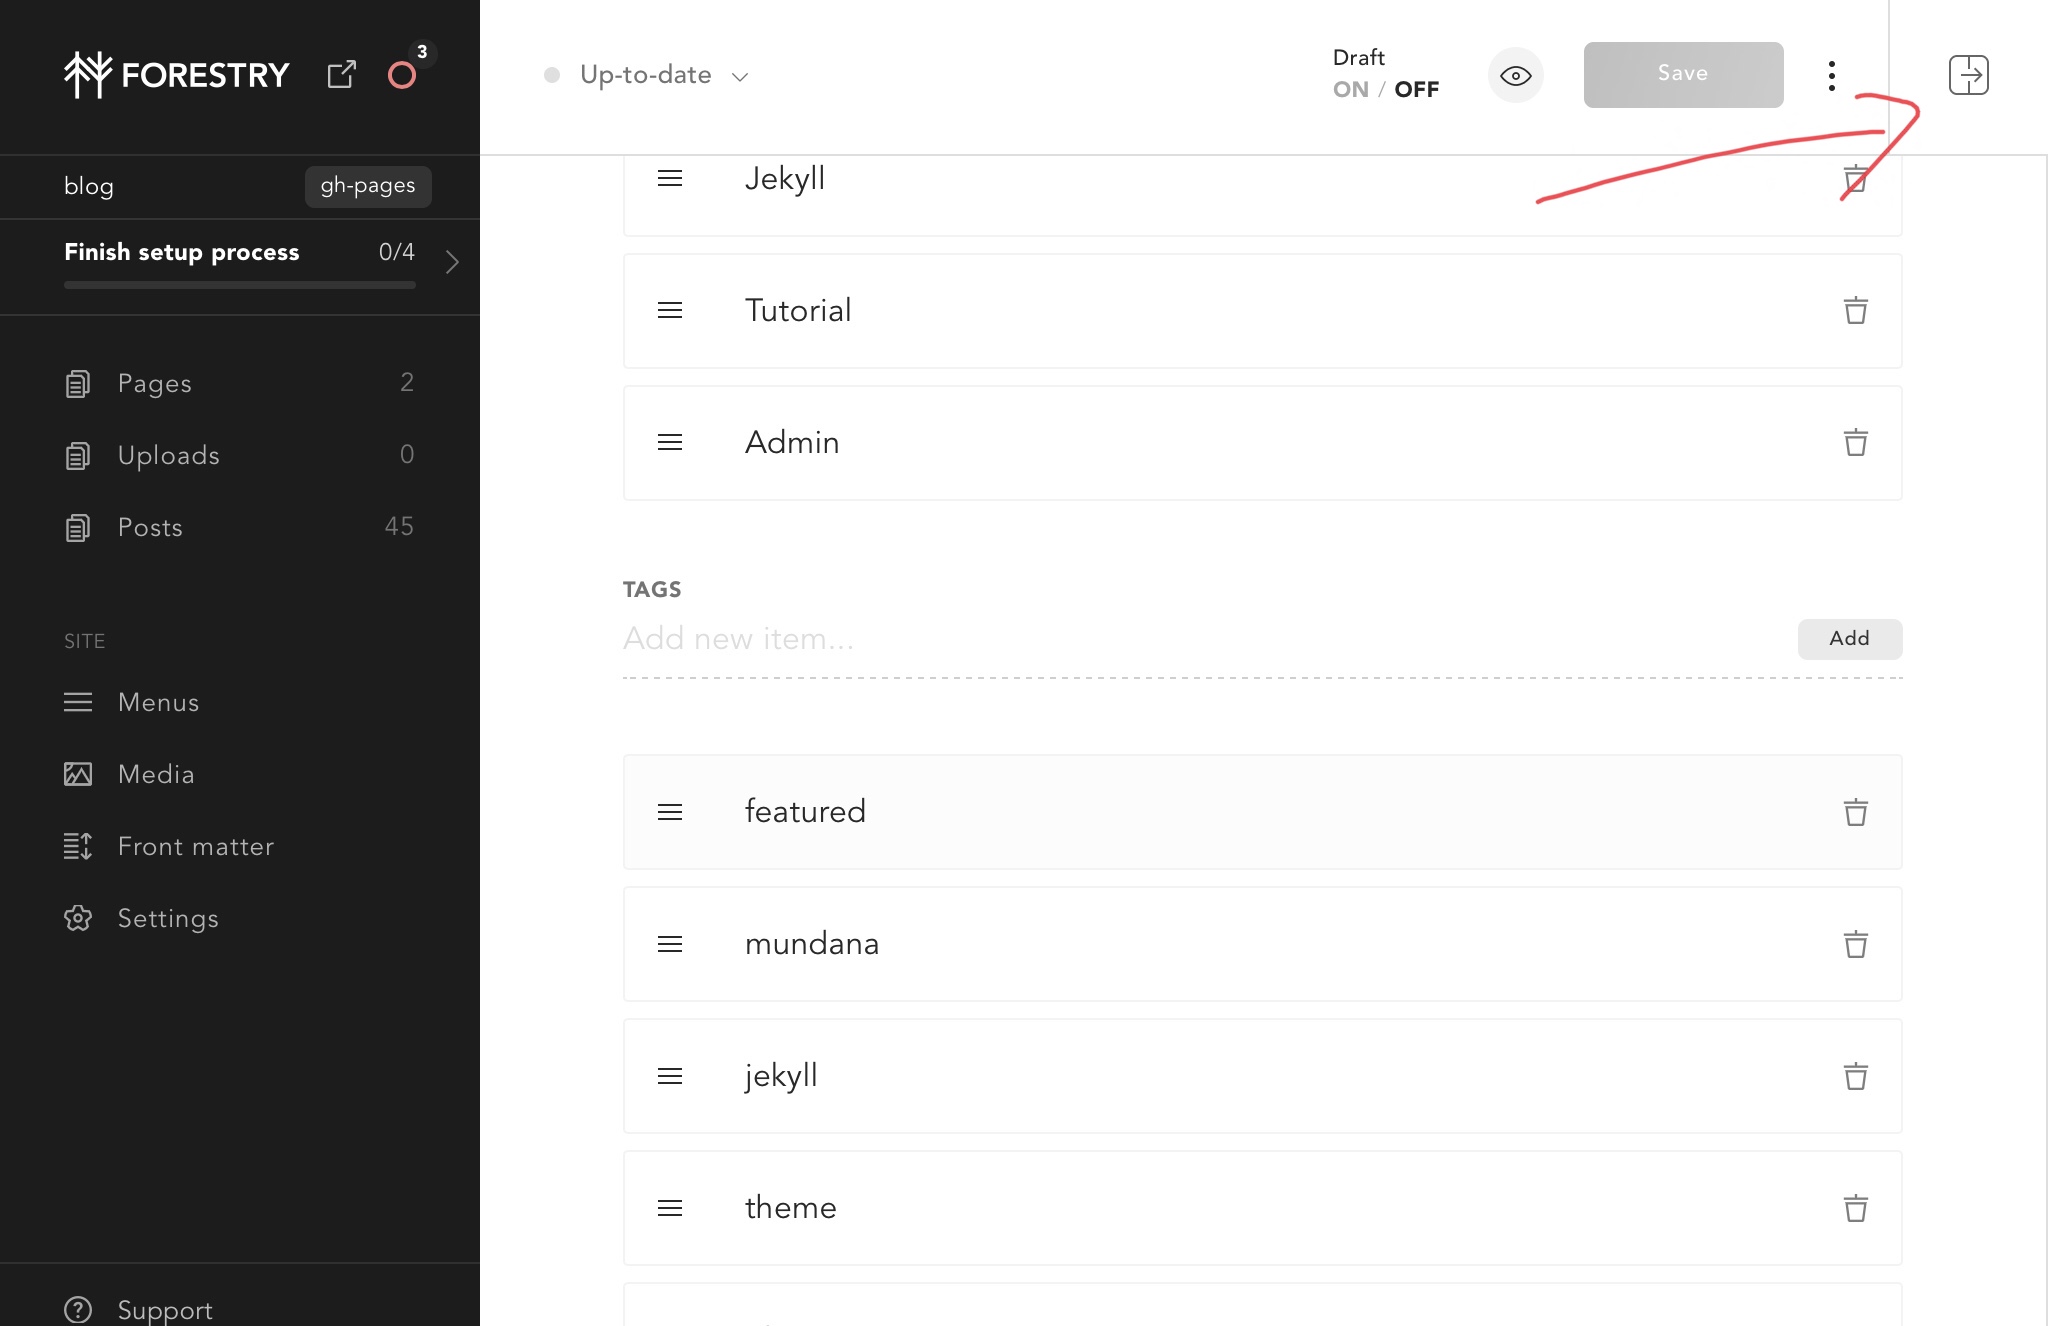 FORESTRY
3
blog
gh-pages
Finish setup process
0/4
Pages
2
Uploads
0
Posts
45
SITE
Menus
Media
Front matter
Settings
Support
Up-to-date
Draft
ON / OFF
Save
Jekyll
Tutorial
Admin
TAGS
Add new item...
Add
featured
mundana
jekyll
theme